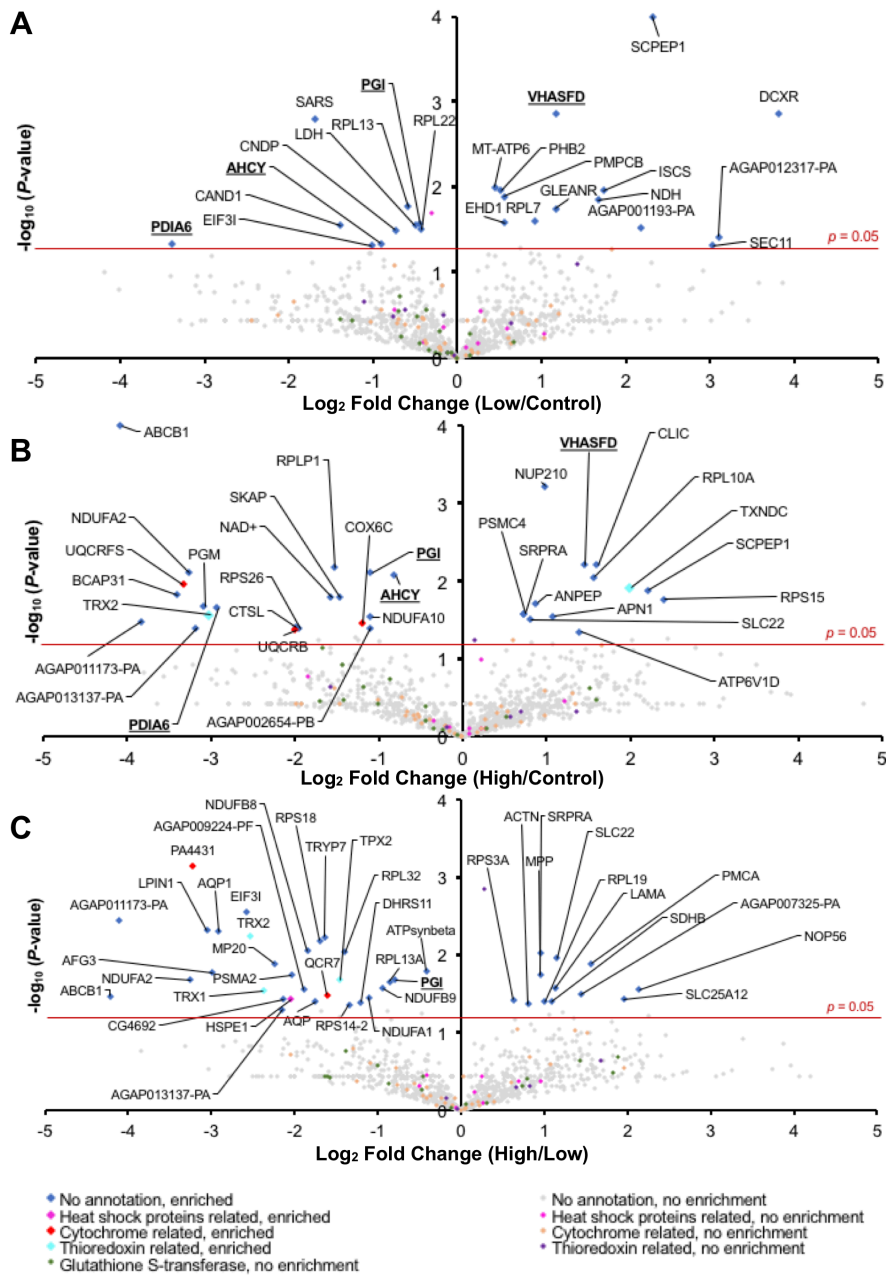 A
4
SCPEP1
PGI
3
VHASFD
DCXR
SARS
RPL13
RPL22
LDH
CNDP
MT-ATP6
PHB2
PMPCB
ISCS
AGAP012317-PA
AHCY
2
GLEANR
NDH
CAND1
EHD1 RPL7
AGAP001193-PA
PDIA6
EIF3I
SEC11
p = 0.05
-log10 (P-value)
1
0
-5 -4 -3 -2 -1 0 1 2 3 4 5
Log2 Fold Change (Low/Control)
B
4
ABCB1
VHASFD
CLIC
RPLP1
NUP210
RPL10A
3
SKAP
NDUFA2
NAD+
COX6C
PSMC4
TXNDC
UQCRFS
PGM
PGI
SRPRA
SCPEP1
BCAP31
RPS26
2
AHCY
ANPEP
RPS15
TRX2
CTSL
NDUFA10
APN1
SLC22
UQCRB
p = 0.05
AGAP011173-PA
1
ATP6V1D
AGAP013137-PA
PDIA6
AGAP002654-PB
-log10 (P-value)
0
-5 -4 -3 -2 -1 0 1 2 3 4 5
Log2 Fold Change (High/Control)
C
NDUFB8
RPS18
4
AGAP009224-PF
ACTN
SRPRA
PA4431
TRYP7
TPX2
SLC22
LPIN1
AQP1
RPL32
3
RPS3A
MPP
RPL19
PMCA
AGAP011173-PA
EIF3I
DHRS11
LAMA
AGAP007325-PA
TRX2
ATPsynbeta
SDHB
NOP56
MP20
AFG3
QCR7
RPL13A
2
NDUFA2
PSMA2
PGI
ABCB1
TRX1
NDUFB9
SLC25A12
CG4692
HSPE1
AQP
RPS14-2
NDUFA1
p = 0.05
1
AGAP013137-PA
-log10 (P-value)
0
-5 -4 -3 -2 -1 0 1 2 3 4 5
Log2 Fold Change (High/Low)
No annotation, enriched
Heat shock proteins related, enriched
Cytochrome related, enriched
Thioredoxin related, enriched
Glutathione S-transferase, no enrichment
No annotation, no enrichment
Heat shock proteins related, no enrichment
Cytochrome related, no enrichment
Thioredoxin related, no enrichment